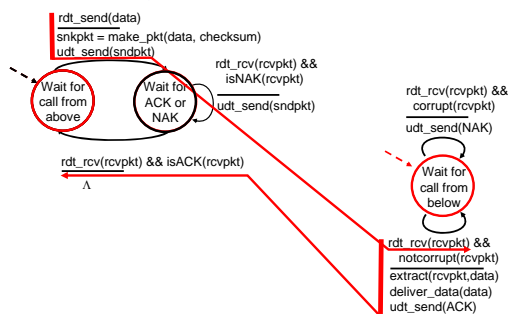 rdt_send(data)
snkpkt = make_pkt(data, checksum)
udt_send(sndpkt)
Wait for
call from
above
Wait for
ACK or
NAK
rdt_rcv(rcvpkt) &&
isNAK(rcvpkt)
udt_send(sndpkt)
rdt_rcv(rcvpkt) && isACK(rcvpkt)
Λ
rdt_rcv(rcvpkt) &&
corrupt(rcvpkt)
udt_send(NAK)
Wait for
call from
below
rdt_rcv(rcvpkt) &&
notcorrupt(rcvpkt)
extract(rcvpkt,data)
deliver_data(data)
udt_send(ACK)